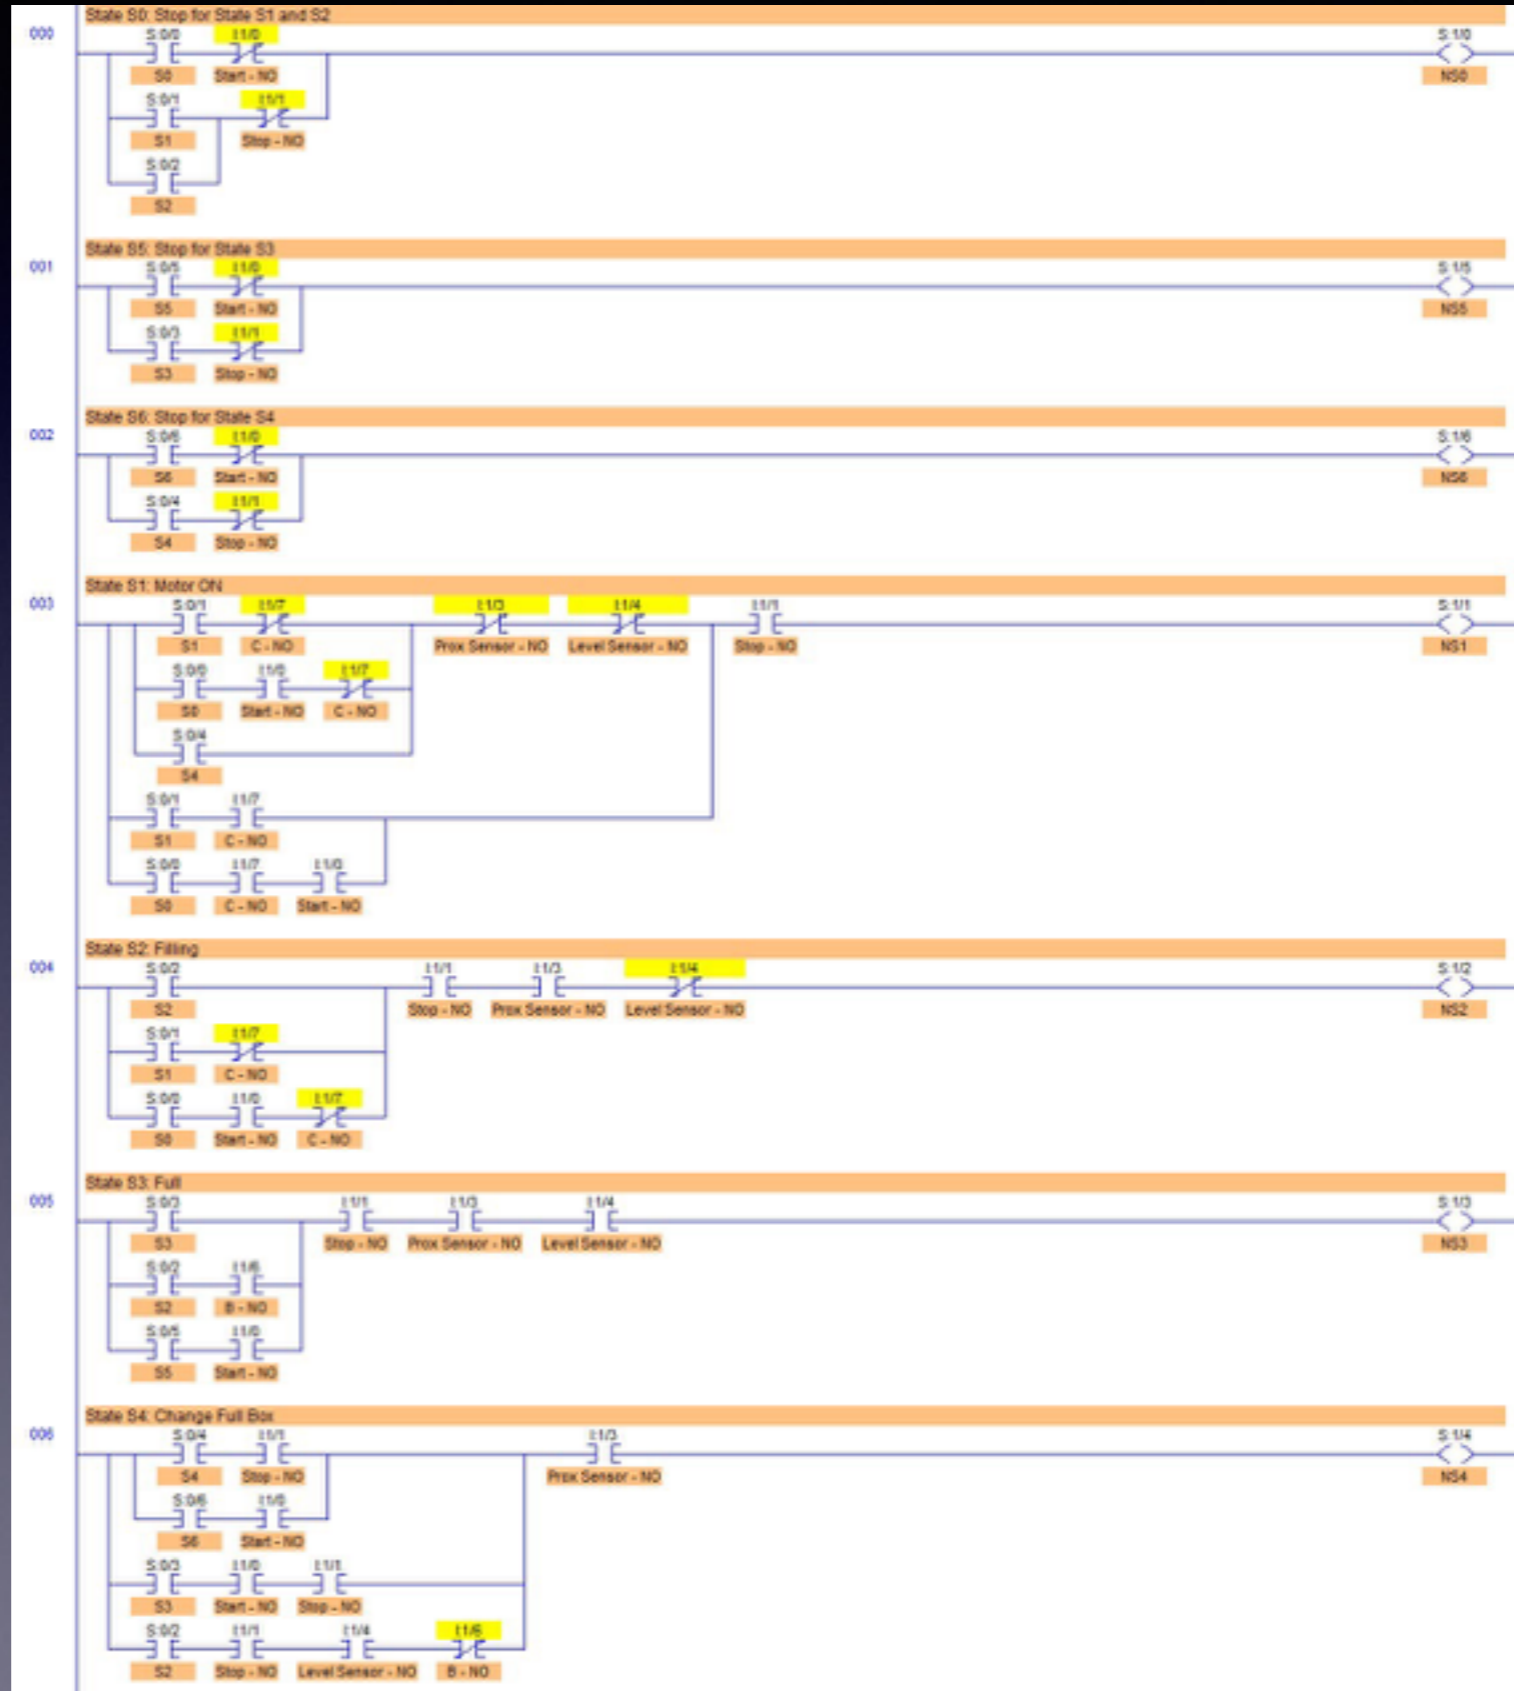 State S0: Stop for State S1 and S2
000 S:0/0 I:1/0 S:1/0
S0 Start - NO NS0
S:0/1 I:1/1
S1 Stop - NO
S:0/2
S2
State S5: Stop for State S3
001 S:0/5 I:1/0 S:1/5
S5 Start - NO NS5
S:0/3 I:1/1
S3 Stop - NO
State S6: Stop for State S4
002 S:0/6 I:1/0 S:1/6
S6 Start - NO NS6
S:0/4 I:1/1
S4 Stop - NO
State S1: Motor ON
003 S:0/1 I:1/7 I:1/3 I:1/4 I:1/1 S:1/1
S1 C - NO Prox Sensor - NO Level Sensor - NO Stop - NO NS1
S:0/0 I:1/0 I:1/7
S0 Start - NO C - NO
S:0/4
S4
S:0/1 I:1/7
S1 C - NO
S:0/0 I:1/7 I:1/0
S0 C - NO Start - NO
State S2: Filling
004 S:0/2 I:1/1 I:1/3 I:1/4 S:1/2
S2 Stop - NO Prox Sensor - NO Level Sensor - NO NS2
S:0/1 I:1/7
S1 C - NO
S:0/0 I:1/0 I:1/7
S0 Start - NO C - NO
State S3: Full
005 S:0/3 I:1/1 I:1/3 I:1/4 S:1/3
S3 Stop - NO Prox Sensor - NO Level Sensor - NO NS3
S:0/2 I:1/6
S2 B - NO
S:0/5 I:1/0
S5 Start - NO
State S4: Change Full Box
006 S:0/4 I:1/1 I:1/3 S:1/4
S4 Stop - NO Prox Sensor - NO NS4
S:0/6 I:1/0
S6 Start - NO
S:0/3 I:1/0 I:1/1
S3 Start - NO Stop - NO
S:0/2 I:1/1 I:1/4 I:1/6
S2 Stop - NO Level Sensor - NO B - NO